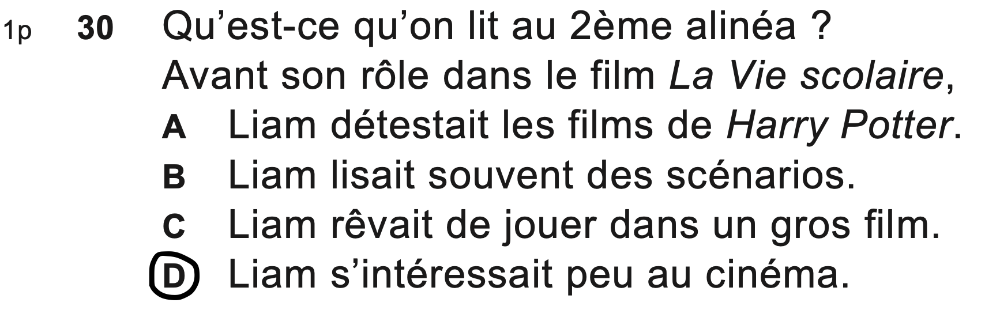 1p 30 Qu’est-ce qu’on lit au 2ème alinéa ?
Avant son rôle dans le film La Vie scolaire,
A Liam détestait les films de Harry Potter.
B Liam lisait souvent des scénarios.
C Liam rêvait de jouer dans un gros film.
D Liam s’intéressait peu au cinéma.